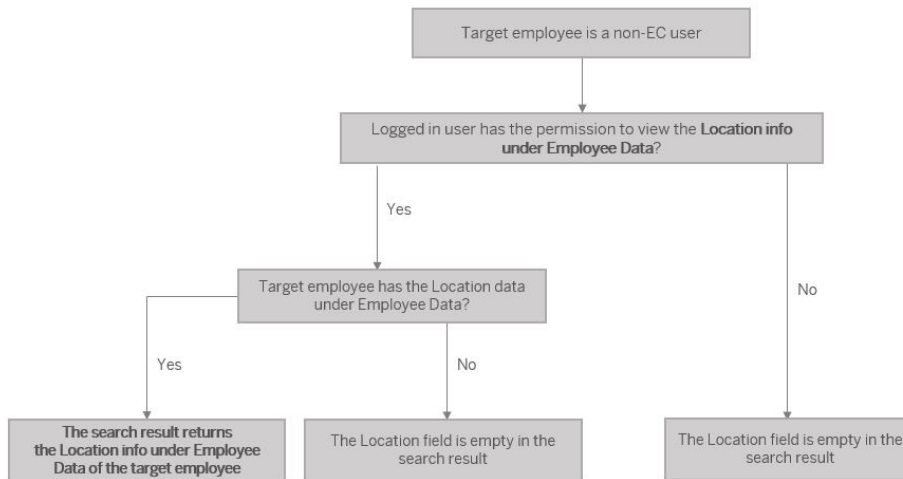 Target employee is a non-EC user
Logged in user has the permission to view the Location info
under Employee Data?
Yes
No
Target employee has the Location data
under Employee Data?
Yes
No
The search result returns
the Location info under Employee
Data of the target employee
The Location field is empty in the
search result
The Location field is empty in the
search result